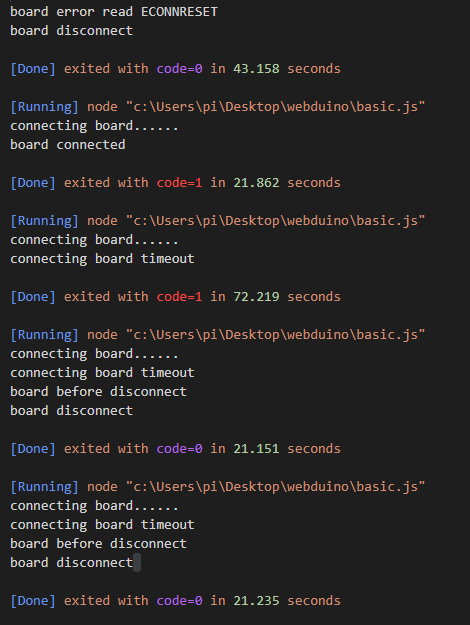 board error read ECONNRESET
board disconnect
[Done] exited with code=0 in 43.158 seconds
[Running] node "c:\Users\pi\Desktop\webduino\basic.js"
connecting board......
board connected
[Done] exited with code=1 in 21.862 seconds
[Running] node "c:\Users\pi\Desktop\webduino\basic.js"
connecting board......
connecting board timeout
[Done] exited with code=1 in 72.219 seconds
[Running] node "c:\Users\pi\Desktop\webduino\basic.js"
connecting board......
connecting board timeout
board before disconnect
board disconnect
[Done] exited with code=0 in 21.151 seconds
[Running] node "c:\Users\pi\Desktop\webduino\basic.js"
connecting board......
connecting board timeout
board before disconnect
board disconnect
[Done] exited with code=0 in 21.235 seconds